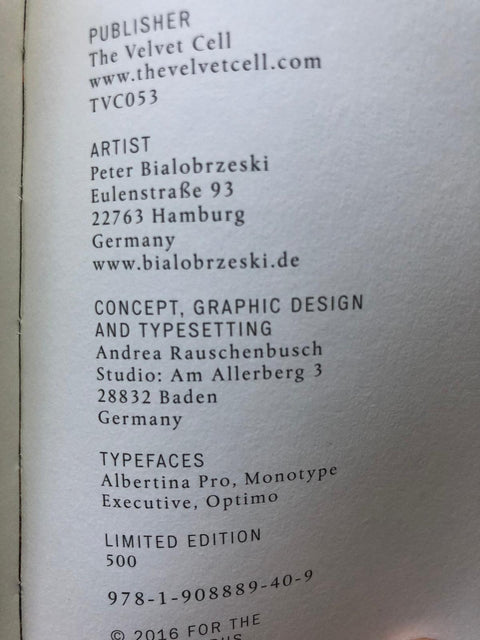 PUBLISHER
The Velvet Cell
www.thevelvetcell.com
TVC053
ARTIST
Peter Bialobrzeski
Eulenstraße 93
22763 Hamburg
Germany
www.bialobrzeski.de
CONCEPT, GRAPHIC DESIGN
AND TYPESETTING
Andrea Rauschenbusch
Studio: Am Allerberg 3
28832 Baden
Germany
TYPEFACES
Albertina Pro, Monotype
Executive, Optimo
LIMITED EDITION
500
978-1-908889-40-9
© 2016 FOR THE